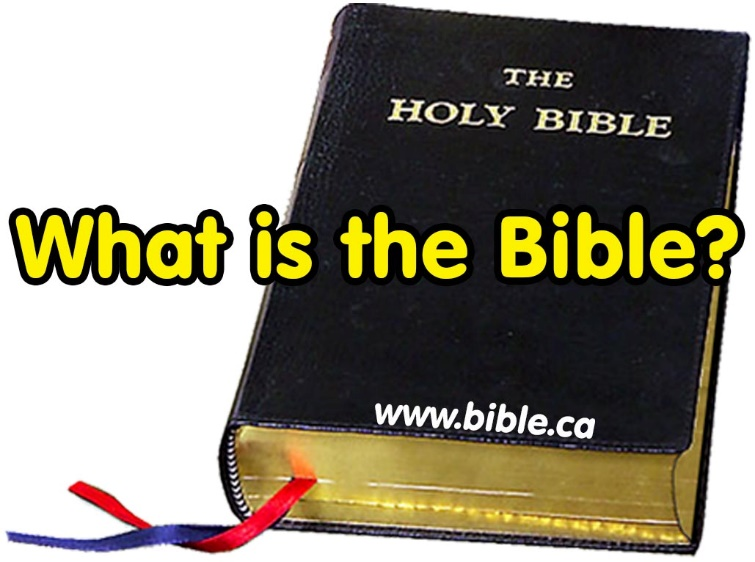 THE
HOLY BIBLE
What is the Bible?
www.bible.ca